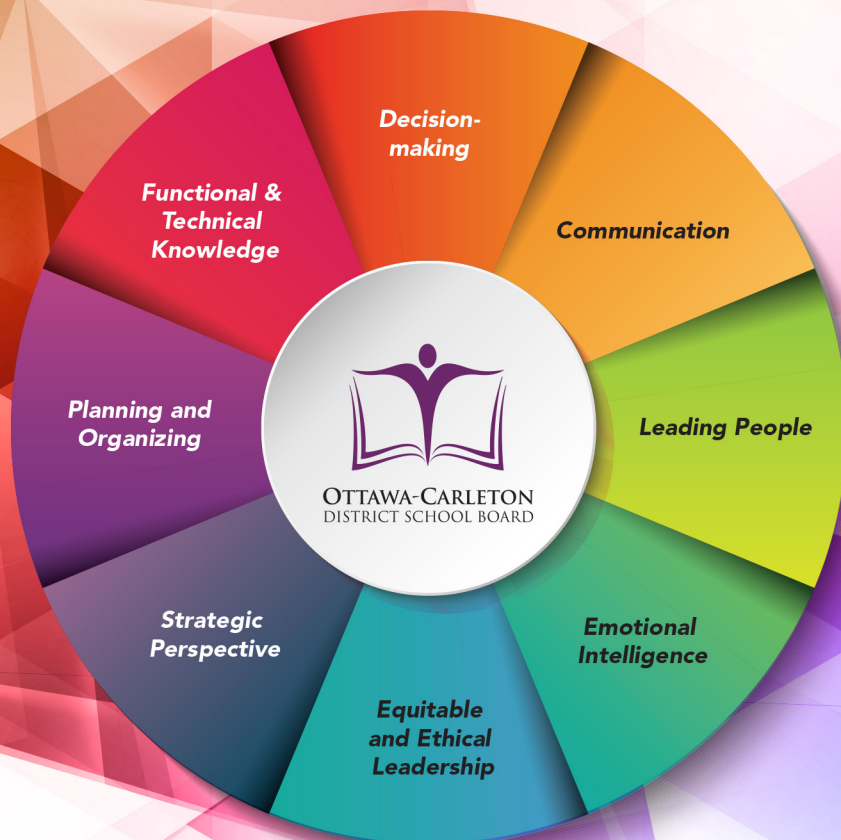 Decision-
making
Communication
Leading People
Emotional
Intelligence
Equitable
and Ethical
Leadership
Strategic
Perspective
Planning and
Organizing
Functional &
Technical
Knowledge
OTTAWA-CARLETON
DISTRICT SCHOOL BOARD